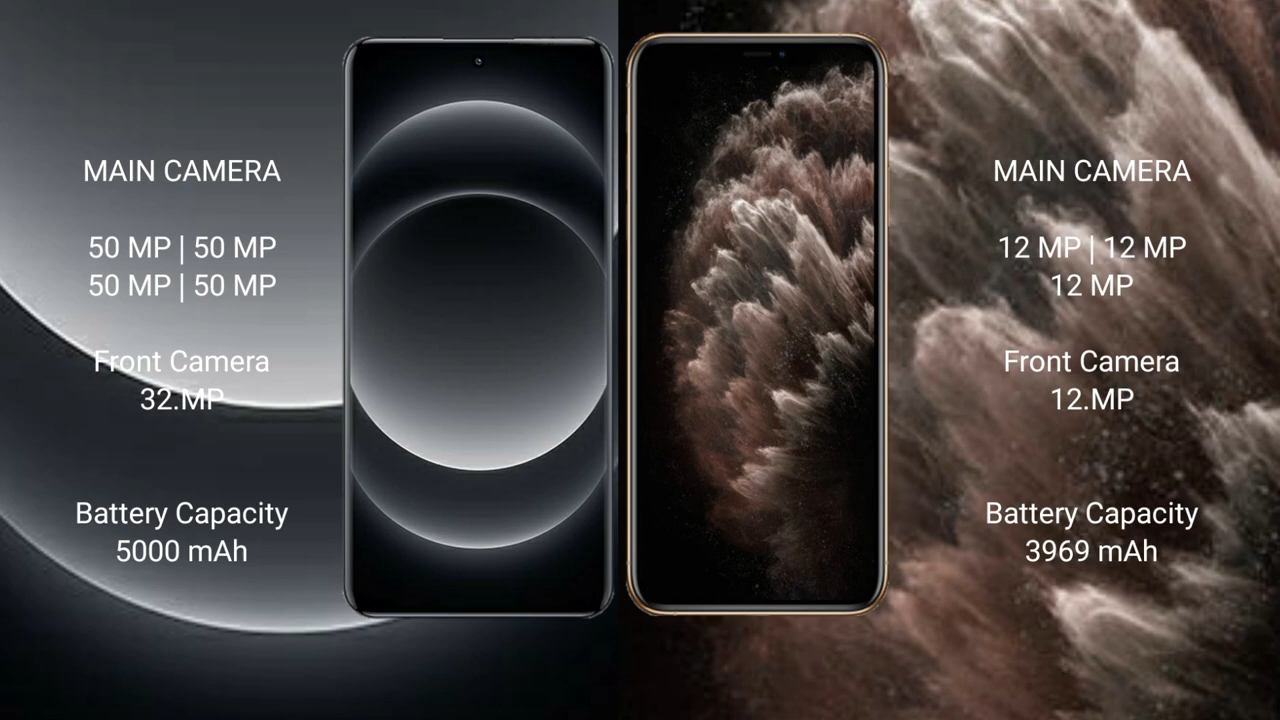 MAIN CAMERA
50 MP | 50 MP
50 MP | 50 MP
Front Camera
32.MP
Battery Capacity
5000 mAh
MAIN CAMERA
12 MP | 12 MP
12 MP
Front Camera
12.MP
Battery Capacity
3969 mAh